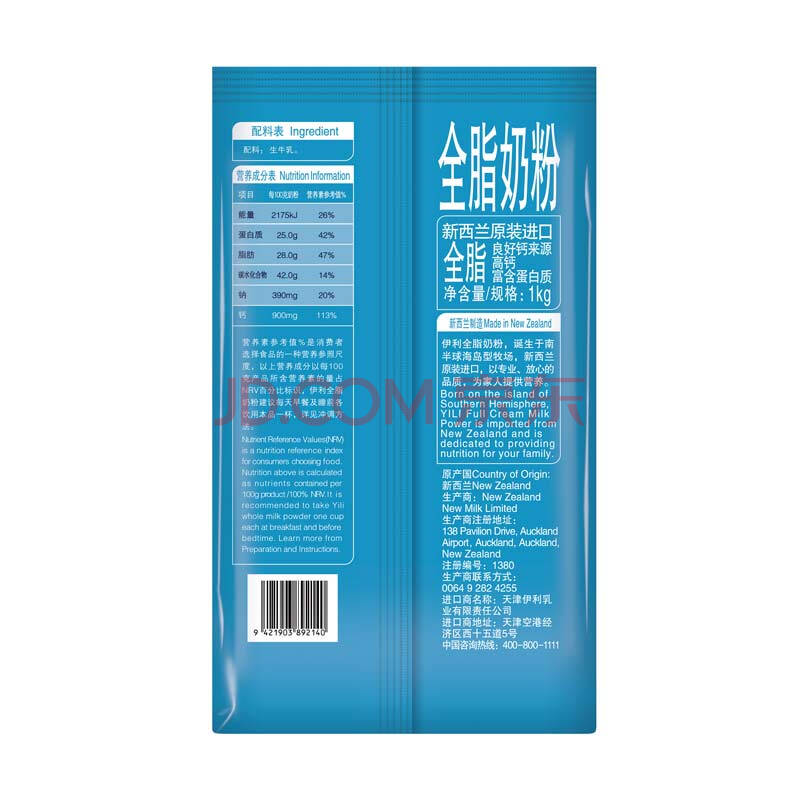 配料表 Ingredient
配料：生牛乳。
营养成分表 Nutrition Information
项目 每100克奶粉 营养素参考值%
能量 2175kJ 26%
蛋白质 25.0g 42%
脂肪 28.0g 47%
碳水化合物 42.0g 14%
钠 390mg 20%
钙 900mg 113%
营养素参考值%是消费者
选择食品的一种营养参照尺
度，以上营养成分以每100
克产品所含营养素的量占
NRV百分比标识，伊利全脂
奶粉建议每天早餐及睡前各
饮用本品一杯，详见冲调方
法。
Nutrient Reference Values(NRV)
is a nutrition reference index
for consumers choosing food.
Nutrition above is calculated
as nutrients contained per
100g product /100% NRV.It is
recommended to take Yili
whole milk powder one cup
each at breakfast and before
bedtime. Learn more from
Preparation and Instructions.
9 421903 892140
全脂奶粉
新西兰原装进口
全脂
良好钙来源
高钙
富含蛋白质
净含量/规格：1kg
新西兰制造 Made in New Zealand
伊利全脂奶粉，诞生于南
半球海岛型牧场，新西兰
原装进口，以专业、放心的
品质，为家人提供营养。
Born on the island of
Southern Hemisphere,
YILI Full Cream Milk
Power is imported from
New Zealand and is
dedicated to providing
nutrition for your family.
原产国Country of Origin:
新西兰New Zealand
生产商：New Zealand
New Milk Limited
生产商注册地址：
138 Pavilion Drive, Auckland
Airport, Auckland, Auckland,
New Zealand
注册编号：1380
生产商联系方式：
0064 9 282 4255
进口商名称：天津伊利乳
业有限责任公司
进口商地址：天津空港经
济区西十五道5号
中国咨询热线：400-800-1111
JD.COM 京东